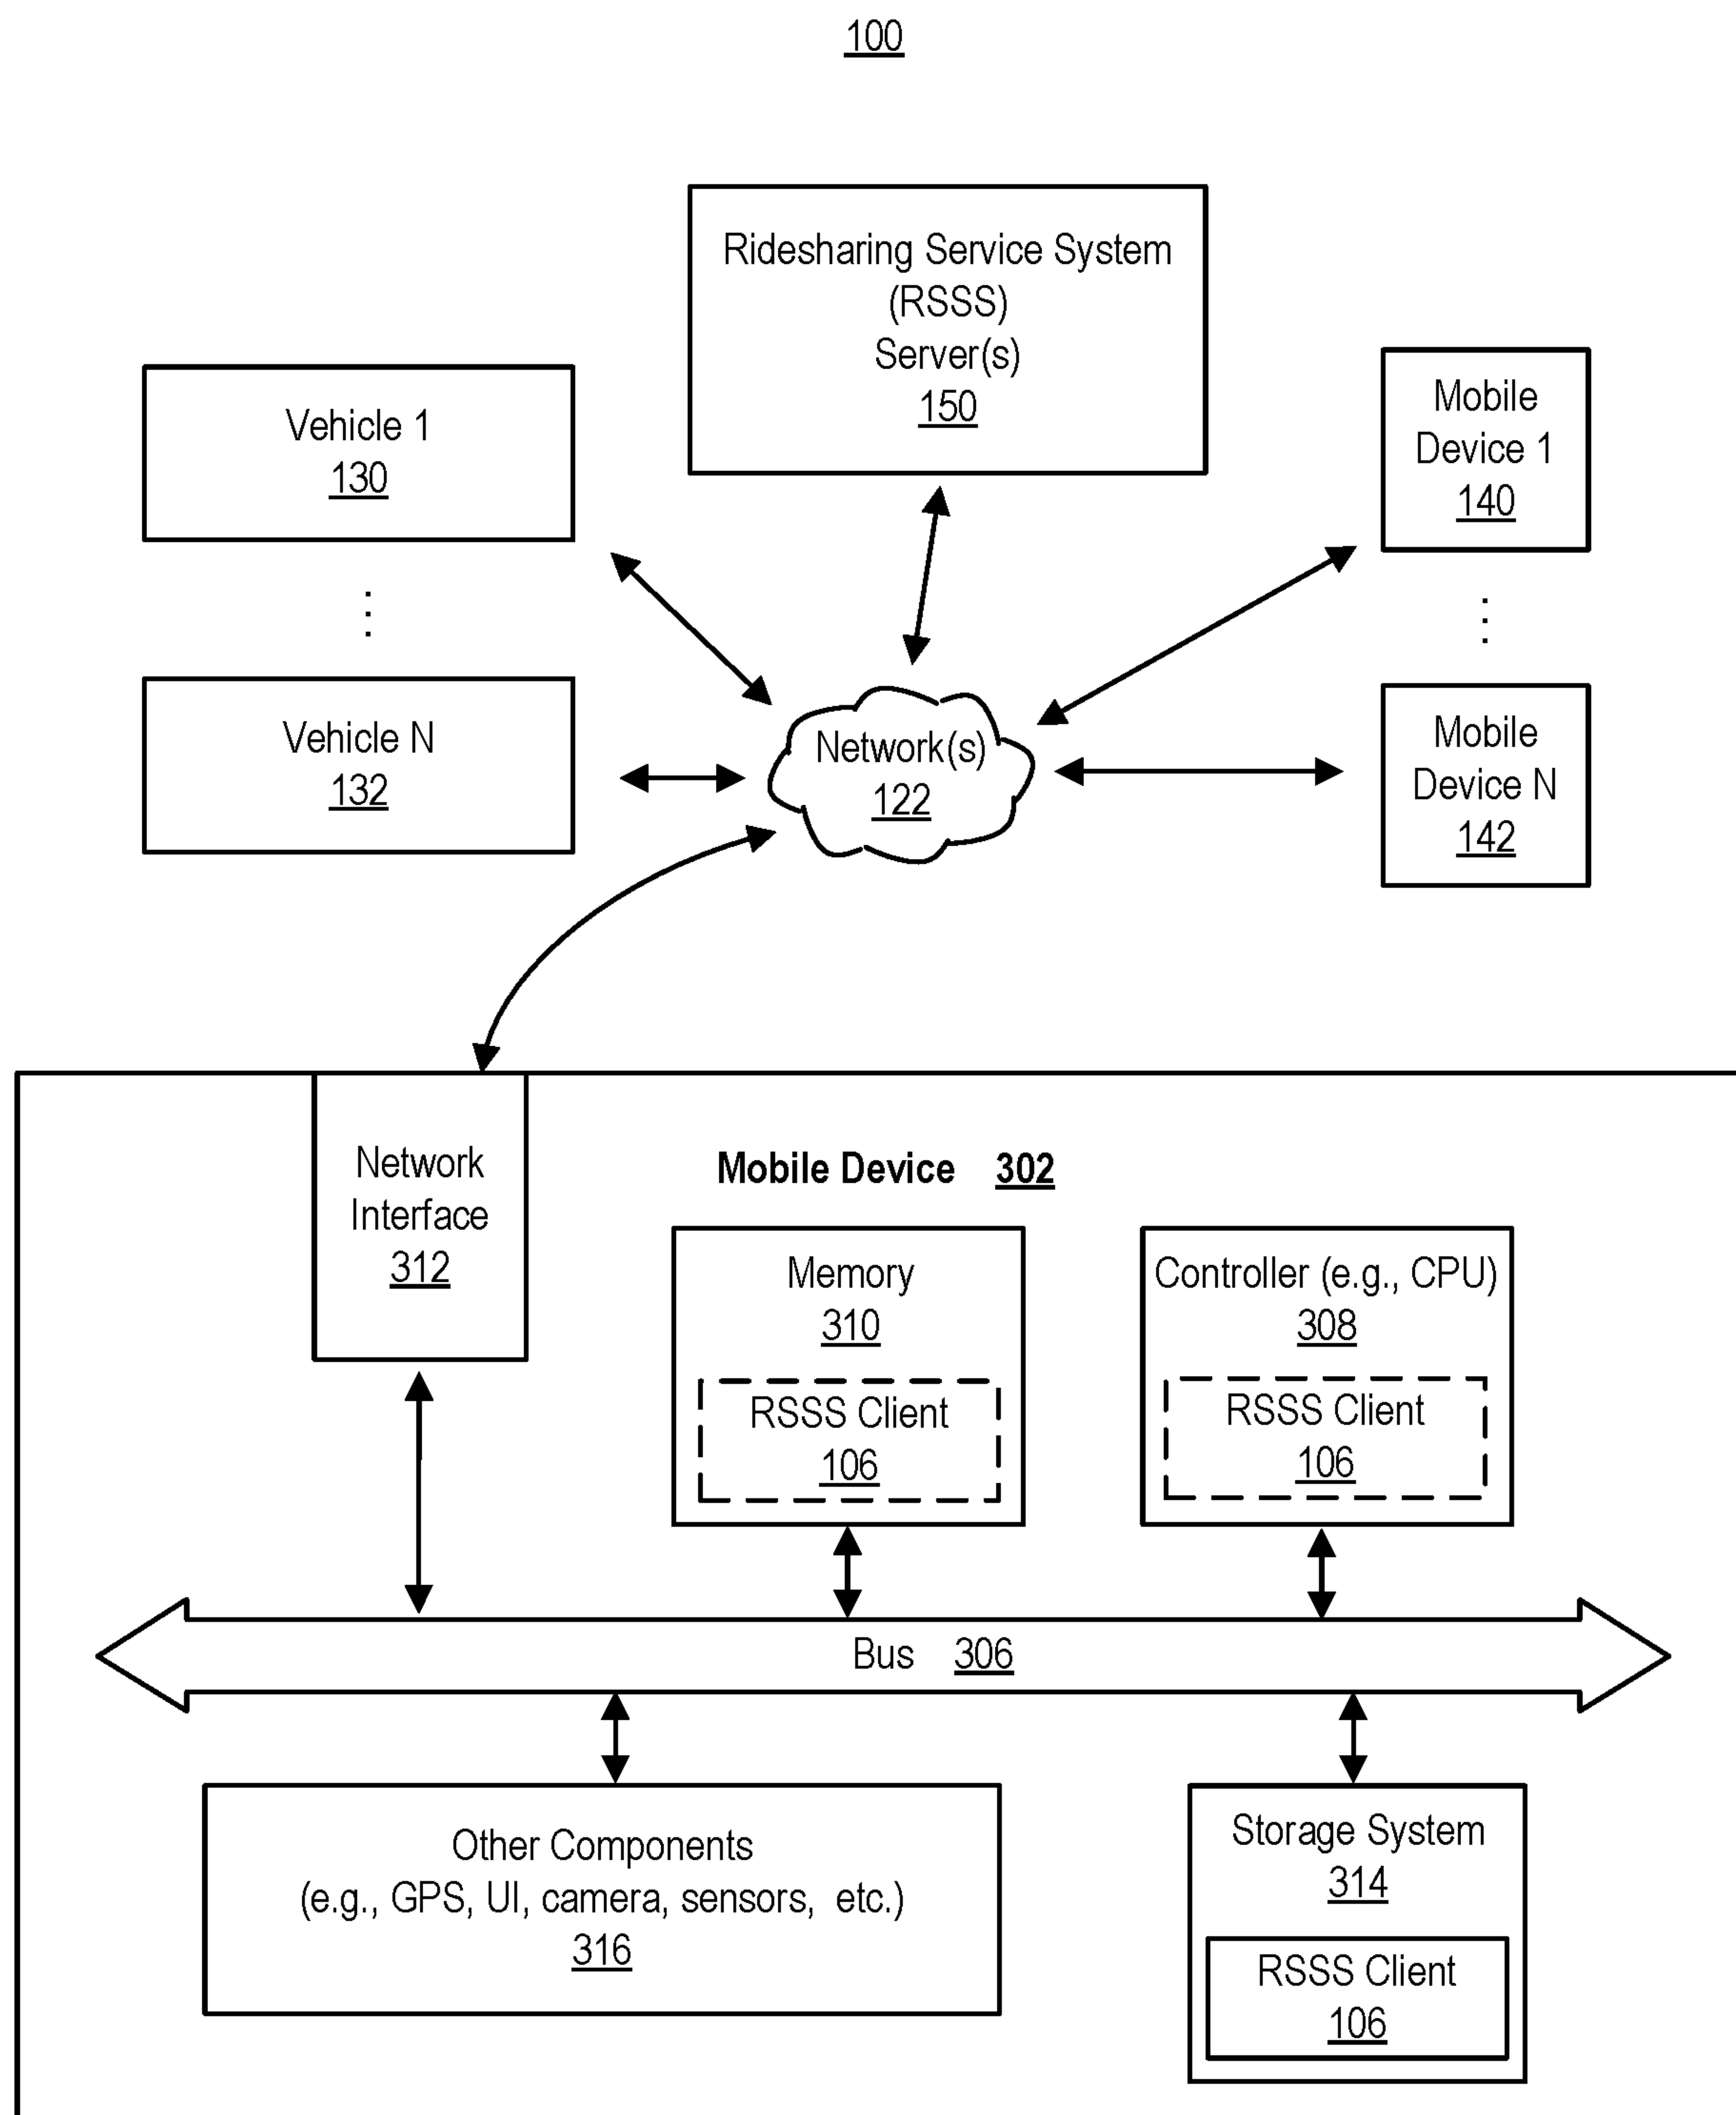 100
Ridesharing Service System
(RSSS)
Server(s)
150
Vehicle 1
130
Mobile
Device 1
140
Vehicle N
132
Network(s)
122
Mobile
Device N
142
Network
Interface
312
Mobile Device 302
Memory
310
RSSS Client
106
Controller (e.g., CPU)
308
RSSS Client
106
Bus 306
Other Components
(e.g., GPS, UI, camera, sensors, etc.)
316
Storage System
314
RSSS Client
106